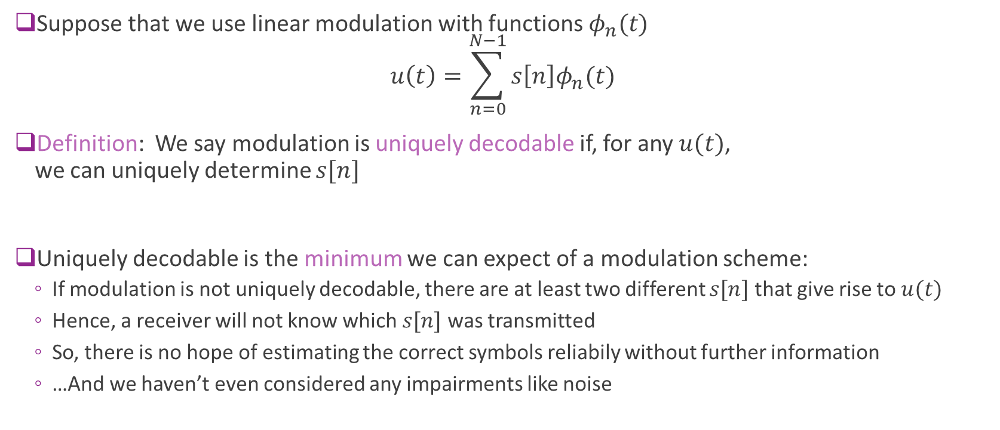 ❑Suppose that we use linear modulation with functions ϕₙ(t)
u(t) = ∑_{n=0}^{N−1} s[n]ϕₙ(t)
❑Definition: We say modulation is uniquely decodable if, for any u(t),
we can uniquely determine s[n]
❑Uniquely decodable is the minimum we can expect of a modulation scheme:
◦ If modulation is not uniquely decodable, there are at least two different s[n] that give rise to u(t)
◦ Hence, a receiver will not know which s[n] was transmitted
◦ So, there is no hope of estimating the correct symbols reliabily without further information
◦ …And we haven’t even considered any impairments like noise